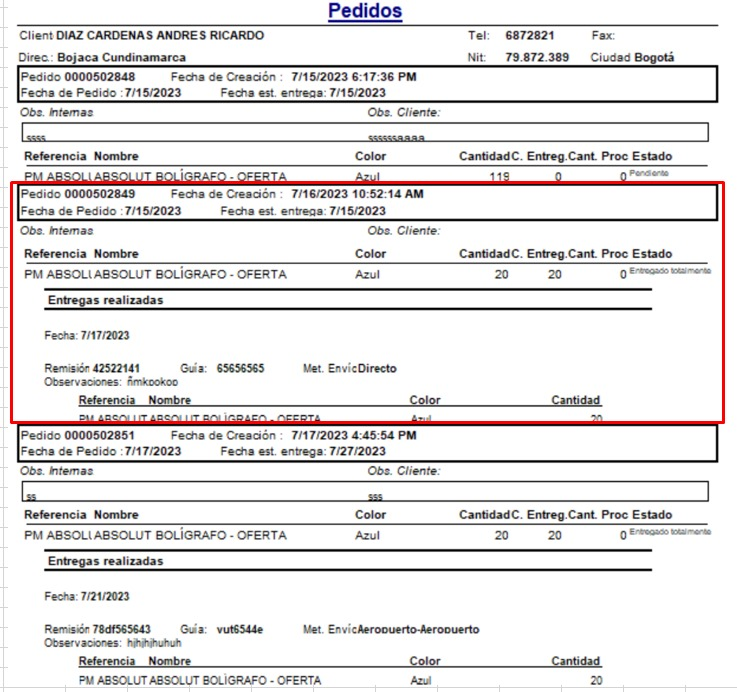 Pedidos
Client DIAZ CARDENAS ANDRES RICARDO Tel: 6872821 Fax:
Direc.: Bojaca Cundinamarca Nit: 79.872.389 Ciudad Bogotá
Pedido 0000502848 Fecha de Creación : 7/15/2023 6:17:36 PM
Fecha de Pedido : 7/15/2023 Fecha est. entrega: 7/15/2023
Obs. Internas Obs. Cliente:
ssss ssssssaaaa
Referencia Nombre Color Cantidad C. Entreg. Cant. Proc Estado
PM ABSOLU ABSOLUT BOLÍGRAFO - OFERTA Azul 119 0 0 Pendiente
Pedido 0000502849 Fecha de Creación : 7/16/2023 10:52:14 AM
Fecha de Pedido : 7/15/2023 Fecha est. entrega: 7/15/2023
Obs. Internas Obs. Cliente:
Referencia Nombre Color Cantidad C. Entreg. Cant. Proc Estado
PM ABSOLU ABSOLUT BOLÍGRAFO - OFERTA Azul 20 20 0 Entregado totalmente
Entregas realizadas
Fecha: 7/17/2023
Remisión 42522141 Guía: 65656565 Met. Envíc Directo
Observaciones: ñmkpokop
Referencia Nombre Color Cantidad
PM ABSOLUT ABSOLUT BOLÍGRAFO - OFERTA Azul 20
Pedido 0000502851 Fecha de Creación : 7/17/2023 4:45:54 PM
Fecha de Pedido : 7/17/2023 Fecha est. entrega: 7/27/2023
Obs. Internas Obs. Cliente:
ss sss
Referencia Nombre Color Cantidad C. Entreg. Cant. Proc Estado
PM ABSOLU ABSOLUT BOLÍGRAFO - OFERTA Azul 20 20 0 Entregado totalmente
Entregas realizadas
Fecha: 7/21/2023
Remisión 78df565643 Guía: vut6544e Met. Envíc Aeropuerto-Aeropuerto
Observaciones: hjhjhjhuhuh
Referencia Nombre Color Cantidad
PM ABSOLUT ABSOLUT BOLÍGRAFO - OFERTA Azul 20